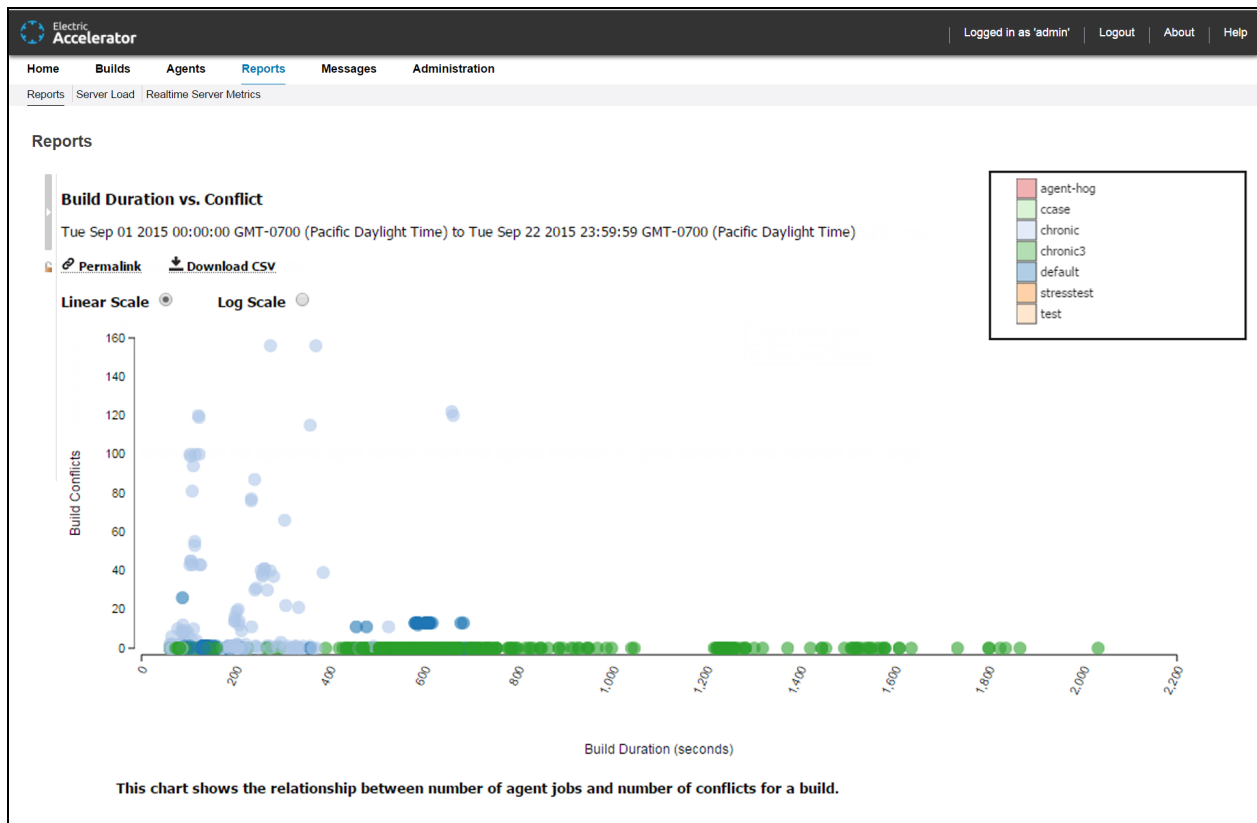 Electric
Accelerator
Logged in as 'admin' Logout About Help
Home Builds Agents Reports Messages Administration
Reports Server Load Realtime Server Metrics
Reports
Build Duration vs. Conflict
Tue Sep 01 2015 00:00:00 GMT-0700 (Pacific Daylight Time) to Tue Sep 22 2015 23:59:59 GMT-0700 (Pacific Daylight Time)
Permalink Download CSV
Linear Scale Log Scale
agent-hog
ccase
chronic
chronic3
default
stresstest
test
160
140
120
100
80
60
40
20
0
Build Conflicts
0 200 400 600 800 1,000 1,200 1,400 1,600 1,800 2,000 2,200
Build Duration (seconds)
This chart shows the relationship between number of agent jobs and number of conflicts for a build.